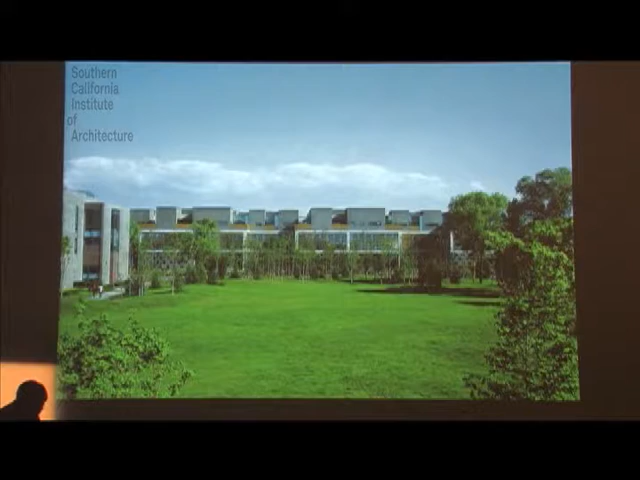 Southern
California
Institute
of
Architecture